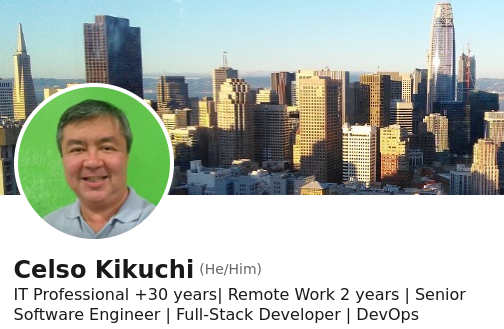 Celso Kikuchi (He/Him)
IT Professional +30 years| Remote Work 2 years | Senior
Software Engineer | Full-Stack Developer | DevOps